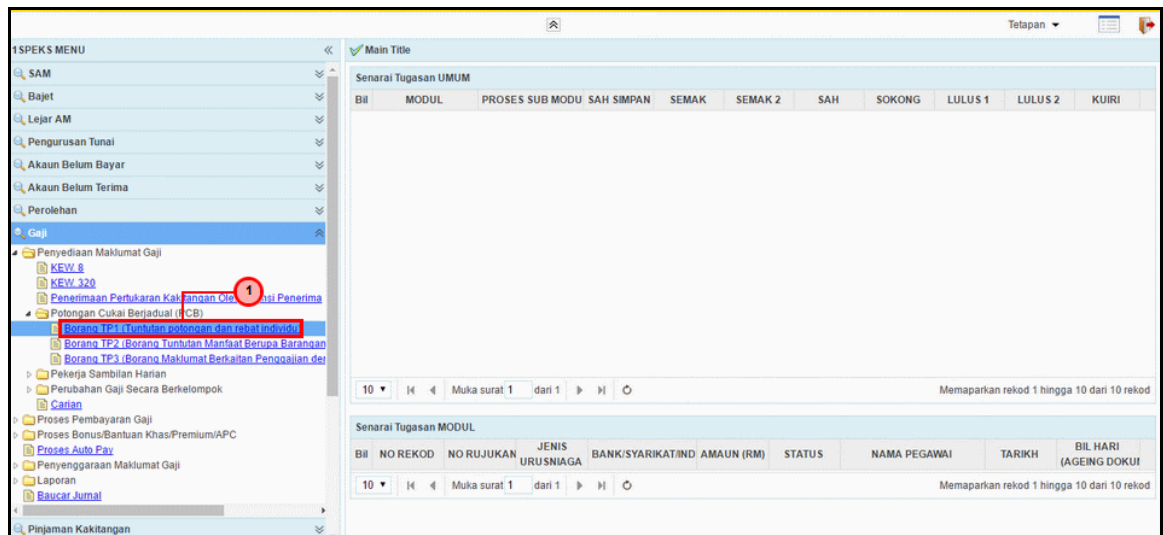 Tetapan
1SPEKS MENU
SAM
Bajet
Lejar AM
Pengurusan Tunai
Akaun Belum Bayar
Akaun Belum Terima
Perolehan
Gaji
Penyediaan Maklumat Gaji
KEW. 8
KEW. 320
Penerimaan Pertukaran Kakitangan Ole nsi Penerima
1
Potongan Cukai Berjadual (PCB)
Borang TP1 (Tuntutan potongan dan rebat individu)
Borang TP2 (Borang Tuntutan Manfaat Berupa Barangan
Borang TP3 (Borang Maklumat Berkaitan Penggajian den
Pekerja Sambilan Harian
Perubahan Gaji Secara Berkelompok
Carian
Proses Pembayaran Gaji
Proses Bonus/Bantuan Khas/Premium/APC
Proses Auto Pay
Penyenggaraan Maklumat Gaji
Laporan
Baucar Jurnal
Pinjaman Kakitangan
Main Title
Senarai Tugasan UMUM
Bil MODUL PROSES SUB MODU SAH SIMPAN SEMAK SEMAK 2 SAH SOKONG LULUS 1 LULUS 2 KUIRI
10 Muka surat 1 dari 1 Memaparkan rekod 1 hingga 10 dari 10 rekod
Senarai Tugasan MODUL
Bil NO REKOD NO RUJUKAN JENIS URUSNIAGA BANK/SYARIKAT/IND AMAUN (RM) STATUS NAMA PEGAWAI TARIKH BIL HARI (AGEING DOKUM
10 Muka surat 1 dari 1 Memaparkan rekod 1 hingga 10 dari 10 rekod